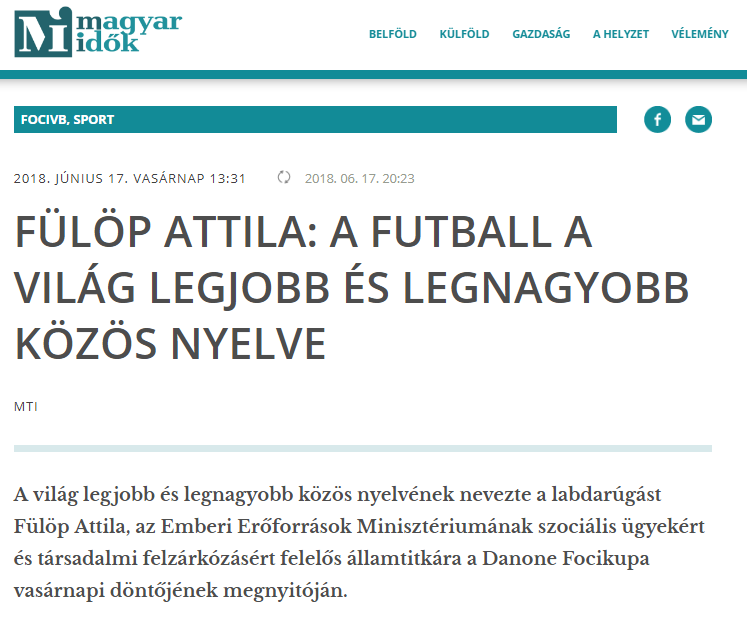 Mi magyar
idők
BELFÖLD KÜLFÖLD GAZDASÁG A HELYZET VÉLEMÉNY
FOCIVB, SPORT
f
2018. JÚNIUS 17. VASÁRNAP 13:31 2018. 06. 17. 20:23
FÜLÖP ATTILA: A FUTBALL A
VILÁG LEGJOBB ÉS LEGNAGYOBB
KÖZÖS NYELVE
MTI
A világ legjobb és legnagyobb közös nyelvének nevezte a labdarúgást
Fülöp Attila, az Emberi Erőforrások Minisztériumának szociális ügyekért
és társadalmi felzárkózásért felelős államtitkára a Danone Focikupa
vasárnapi döntőjének megnyitóján.